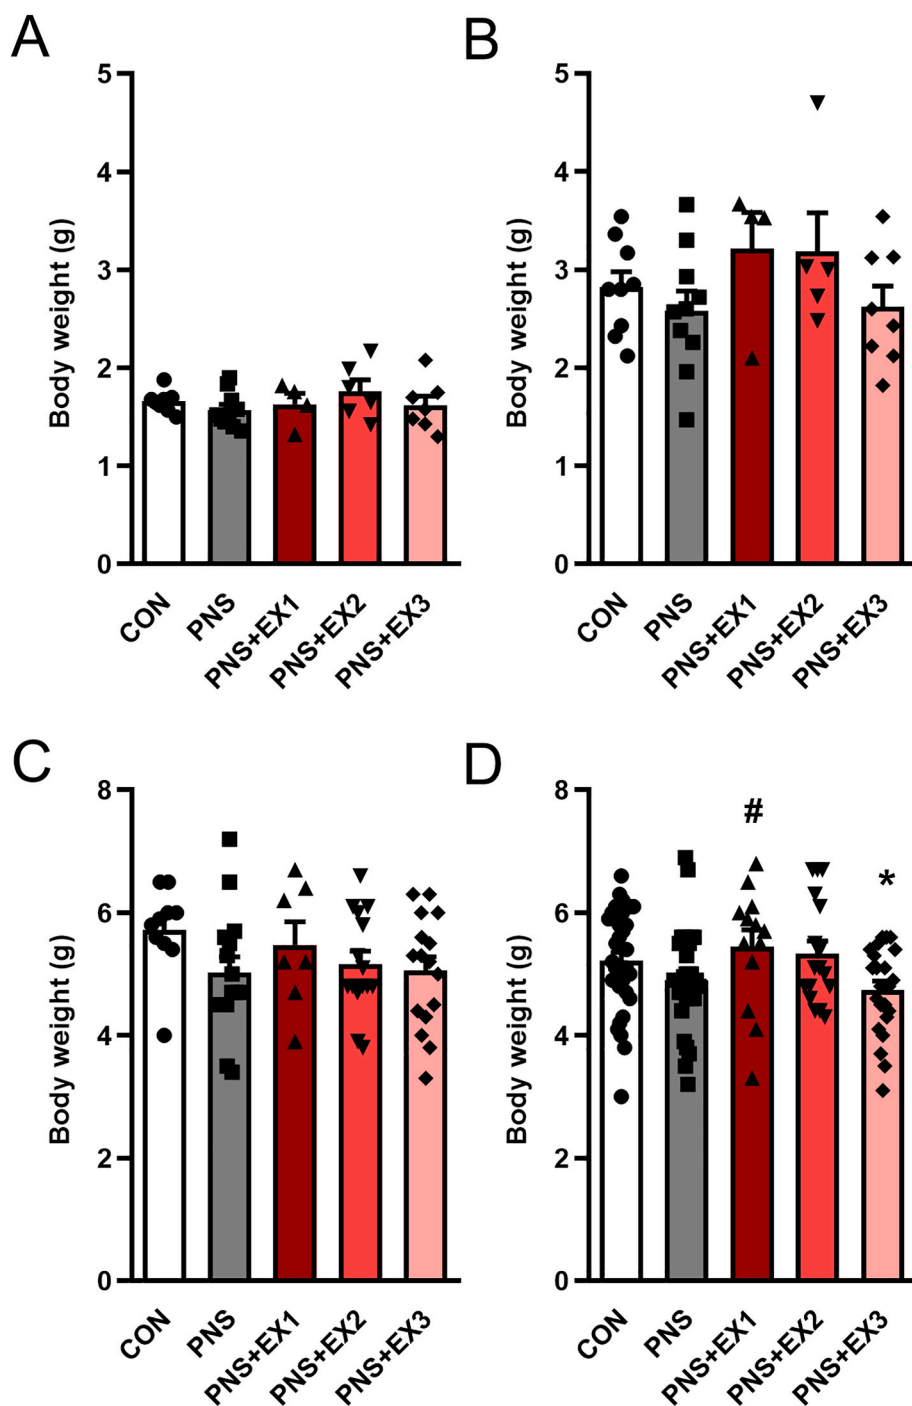 A
Body weight (g)
5
4
3
2
1
0
CON
PNS
PNS+EX1
PNS+EX2
PNS+EX3
B
Body weight (g)
5
4
3
2
1
0
CON
PNS
PNS+EX1
PNS+EX2
PNS+EX3
C
Body weight (g)
8
6
4
2
0
CON
PNS
PNS+EX1
PNS+EX2
PNS+EX3
D
Body weight (g)
8
6
4
2
0
#
*
CON
PNS
PNS+EX1
PNS+EX2
PNS+EX3